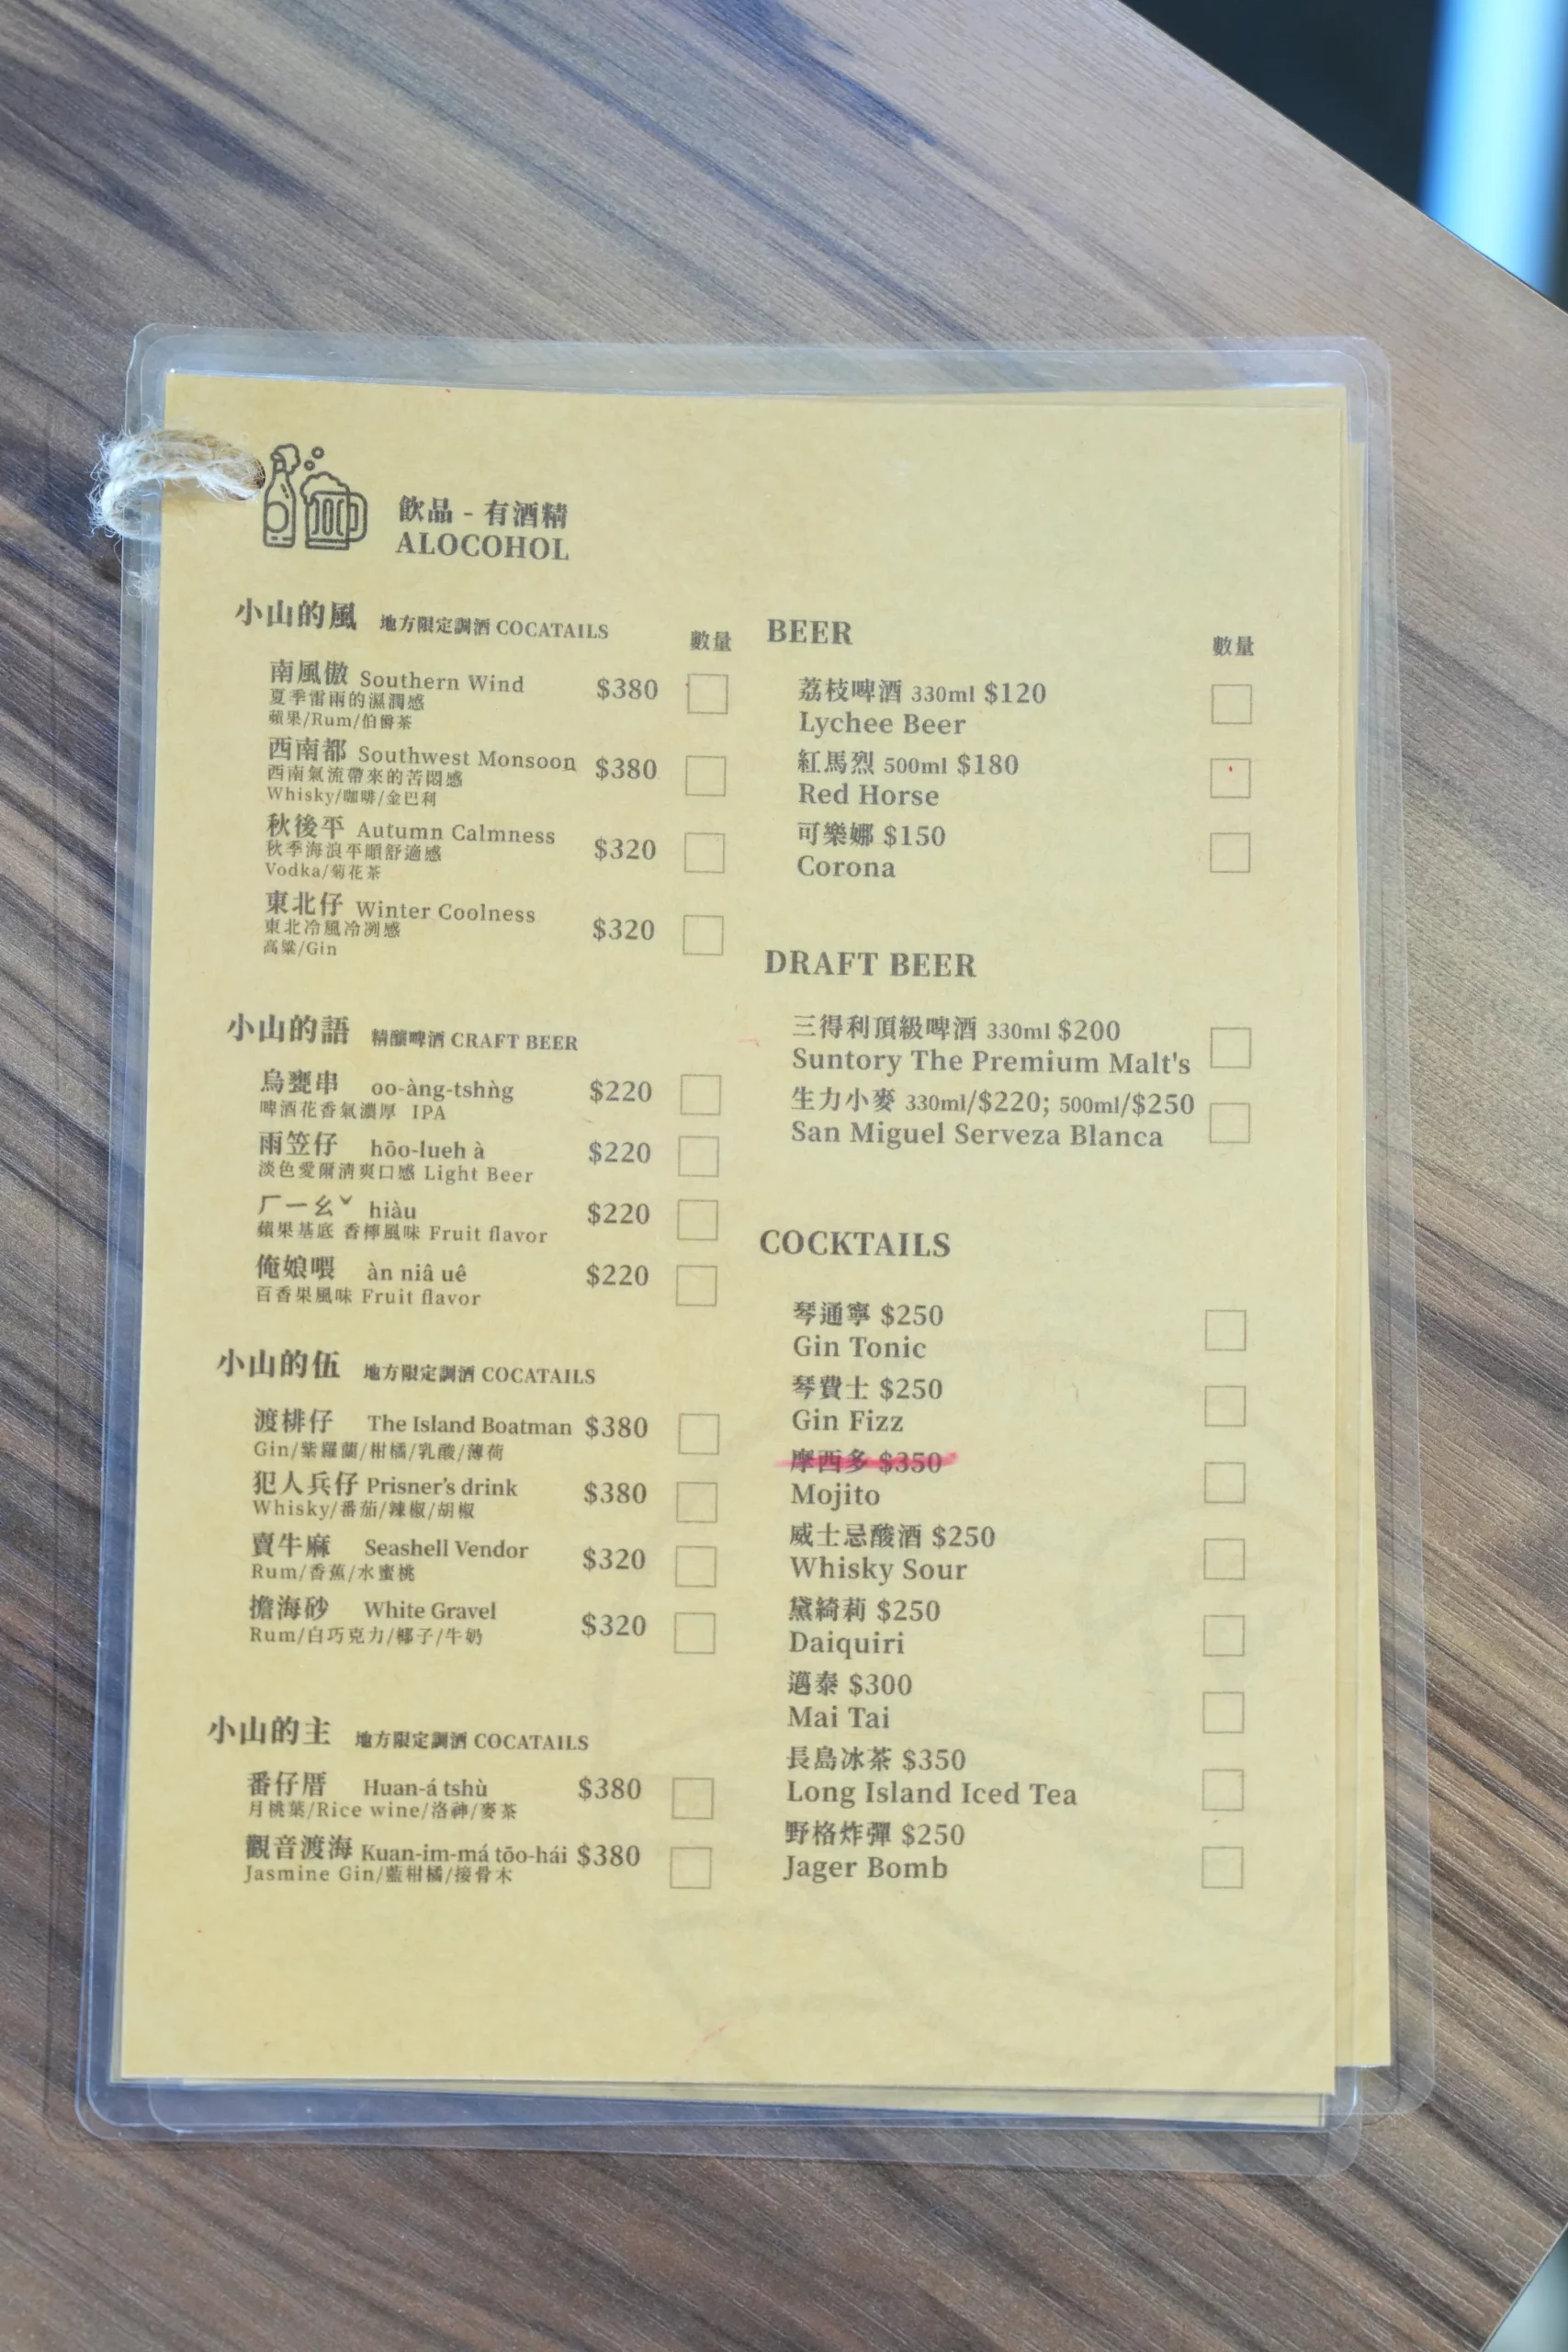 飲品 - 有酒精
ALOCOHOL
小山的風 地方限定調酒 COCATAILS
數量
南風傲 Southern Wind $380
夏季雷雨的濕潤感
蘋果/Rum/伯爵茶
西南都 Southwest Monsoon $380
西南氣流帶來的苦悶感
Whisky/咖啡/金巴利
秋後平 Autumn Calmness $320
秋季海浪平順舒適感
Vodka/菊花茶
東北仔 Winter Coolness $320
東北冷風冷冽感
高粱/Gin
小山的語 精釀啤酒 CRAFT BEER
烏甕串 oo-àng-tshǹg $220
啤酒花香氣濃厚 IPA
雨笠仔 hōo-lueh à $220
淡色愛爾清爽口感 Light Beer
ㄏㄧㄠˇ hiàu $220
蘋果基底 香檸風味 Fruit flavor
俺娘喂 àn niâ uê $220
百香果風味 Fruit flavor
小山的伍 地方限定調酒 COCATAILS
渡棑仔 The Island Boatman $380
Gin/紫羅蘭/柑橘/乳酸/薄荷
犯人兵仔 Prisner's drink $380
Whisky/番茄/辣椒/胡椒
賣牛麻 Seashell Vendor $320
Rum/香蕉/水蜜桃
擔海砂 White Gravel $320
Rum/白巧克力/椰子/牛奶
小山的主 地方限定調酒 COCATAILS
番仔厝 Huan-á tshù $380
月桃葉/Rice wine/洛神/麥茶
觀音渡海 Kuan-im-má tōo-hái $380
Jasmine Gin/藍柑橘/接骨木
BEER
數量
荔枝啤酒 330ml $120
Lychee Beer
紅馬烈 500ml $180
Red Horse
可樂娜 $150
Corona
DRAFT BEER
三得利頂級啤酒 330ml $200
Suntory The Premium Malt's
生力小麥 330ml/$220; 500ml/$250
San Miguel Serveza Blanca
COCKTAILS
琴通寧 $250
Gin Tonic
琴費士 $250
Gin Fizz
摩西多 $350
Mojito
威士忌酸酒 $250
Whisky Sour
黛綺莉 $250
Daiquiri
邁泰 $300
Mai Tai
長島冰茶 $350
Long Island Iced Tea
野格炸彈 $250
Jager Bomb